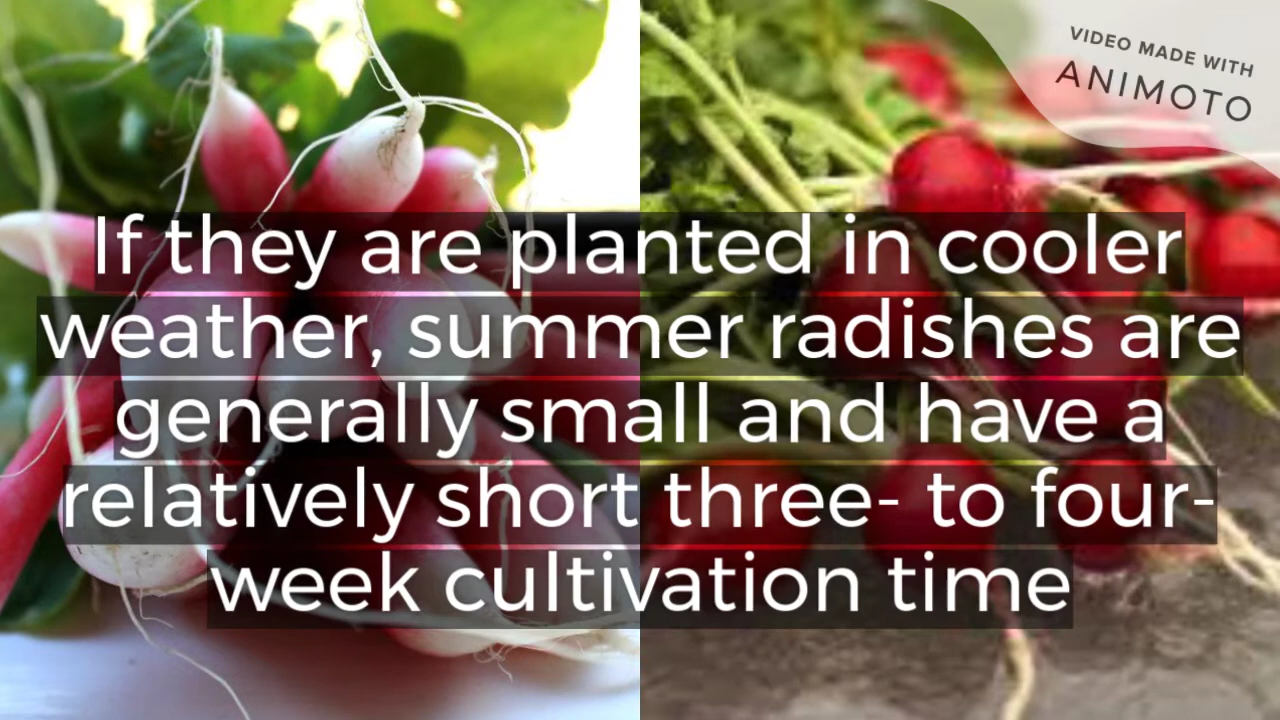 VIDEO MADE WITH
ANIMOTO
If they are planted in cooler
weather, summer radishes are
generally small and have a
relatively short three- to four-
week cultivation time